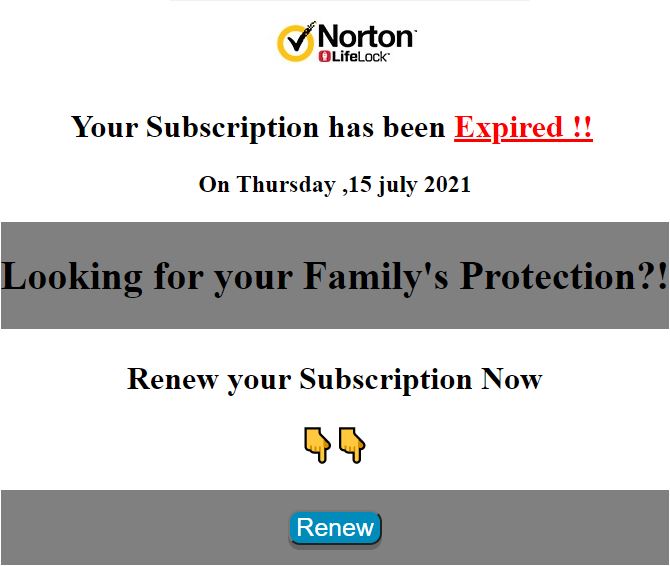 Norton
LifeLock
Your Subscription has been Expired !!
On Thursday ,15 july 2021
Looking for your Family's Protection?!
Renew your Subscription Now
Renew